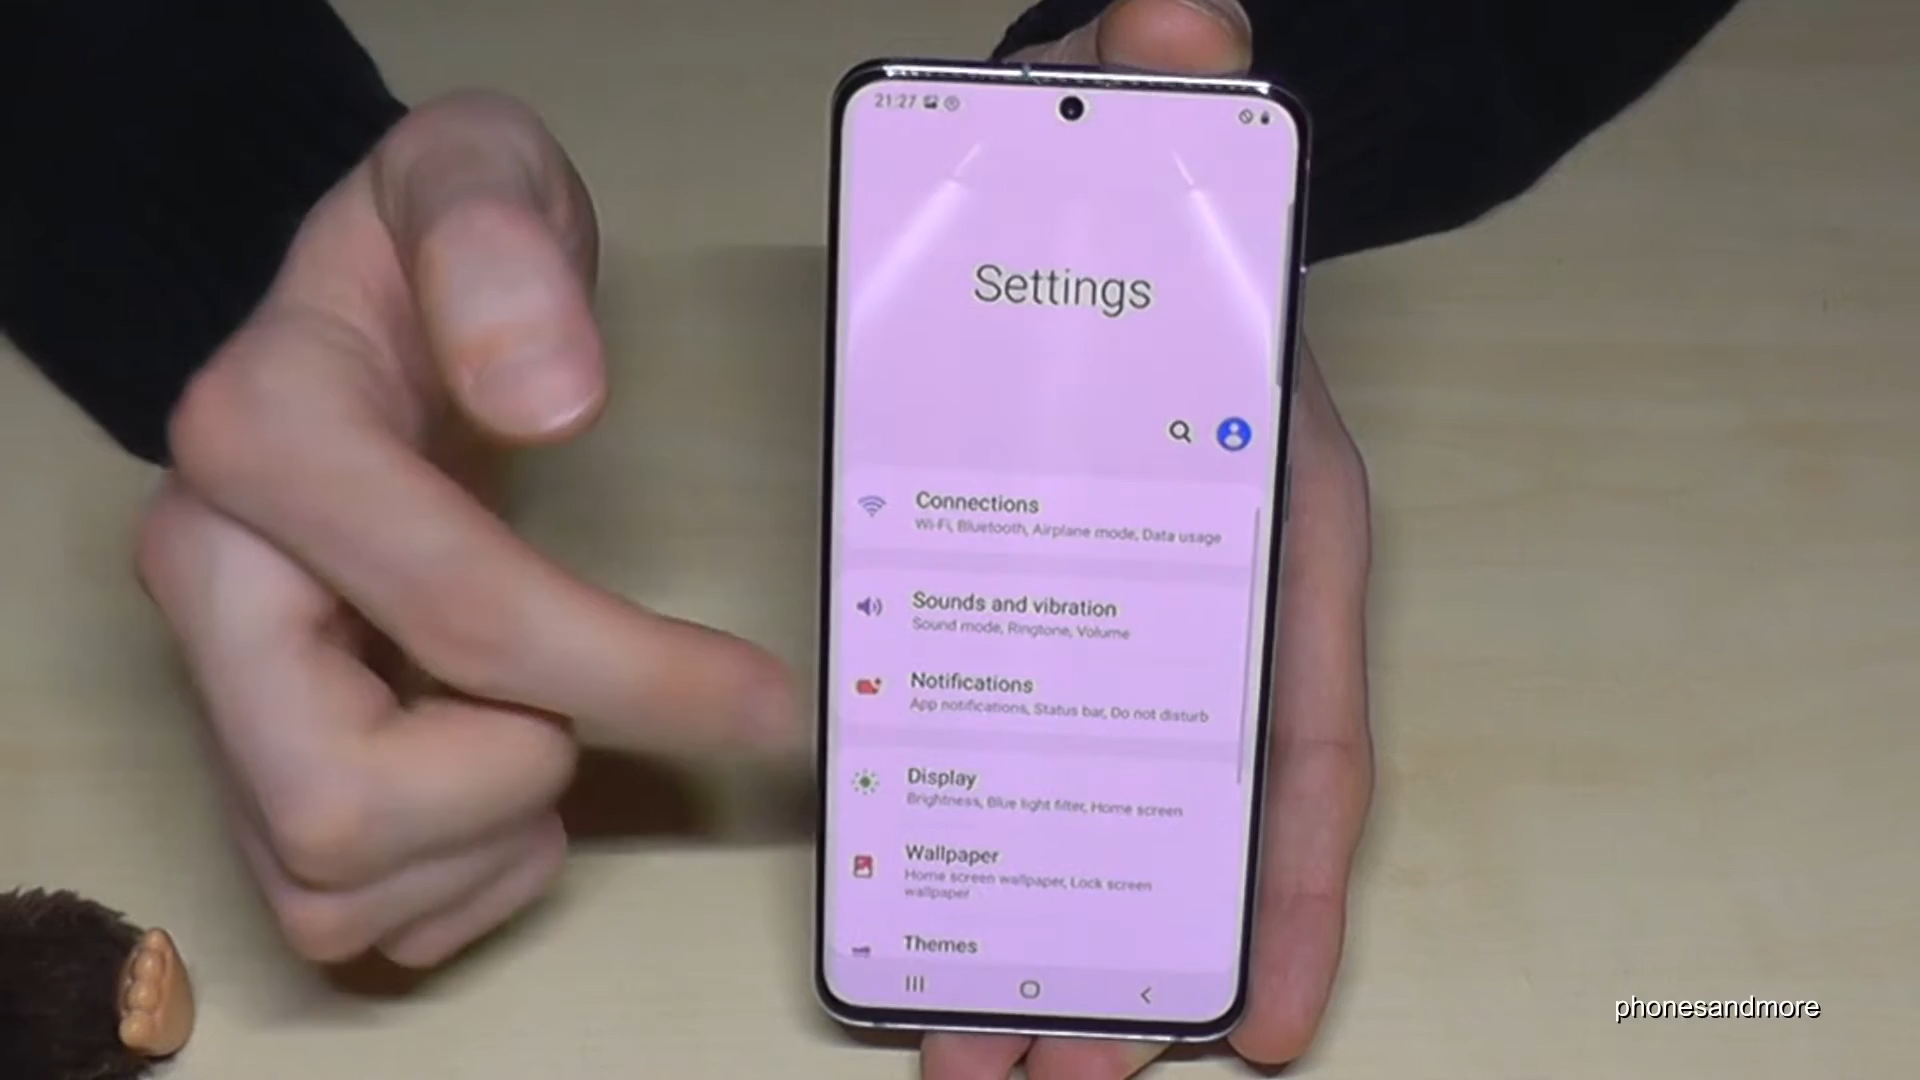 21:27
Settings
Connections
Wi-Fi, Bluetooth, Airplane mode, Data usage
Sounds and vibration
Sound mode, Ringtone, Volume
Notifications
App notifications, Status bar, Do not disturb
Display
Brightness, Blue light filter, Home screen
Wallpaper
Home screen wallpaper, Lock screen
wallpaper
Themes
phonesandmore